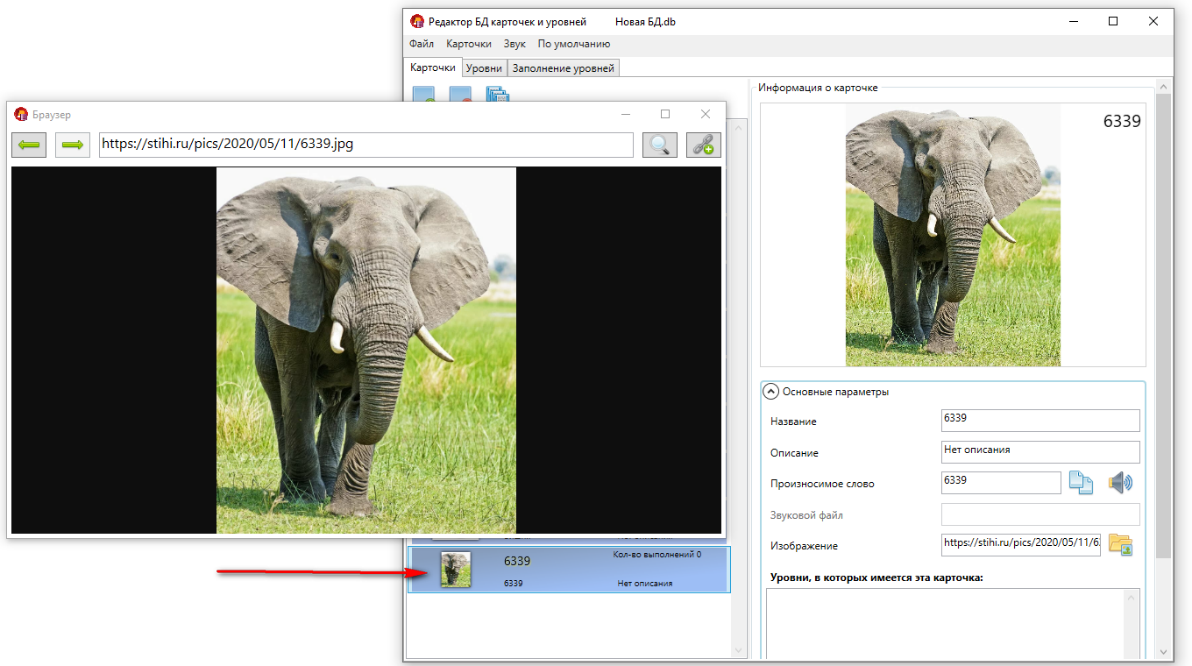 Редактор БД карточек и уровней Новая БД.db
Файл Карточки Звук По умолчанию
Карточки Уровни Заполнение уровней
Браузер
https://stihi.ru/pics/2020/05/11/6339.jpg
Кол-во выполнений 0
6339
6339 Нет описания
Информация о карточке
6339
Основные параметры
Название 6339
Описание Нет описания
Произносимое слово 6339
Звуковой файл
Изображение https://stihi.ru/pics/2020/05/11/6
Уровни, в которых имеется эта карточка: